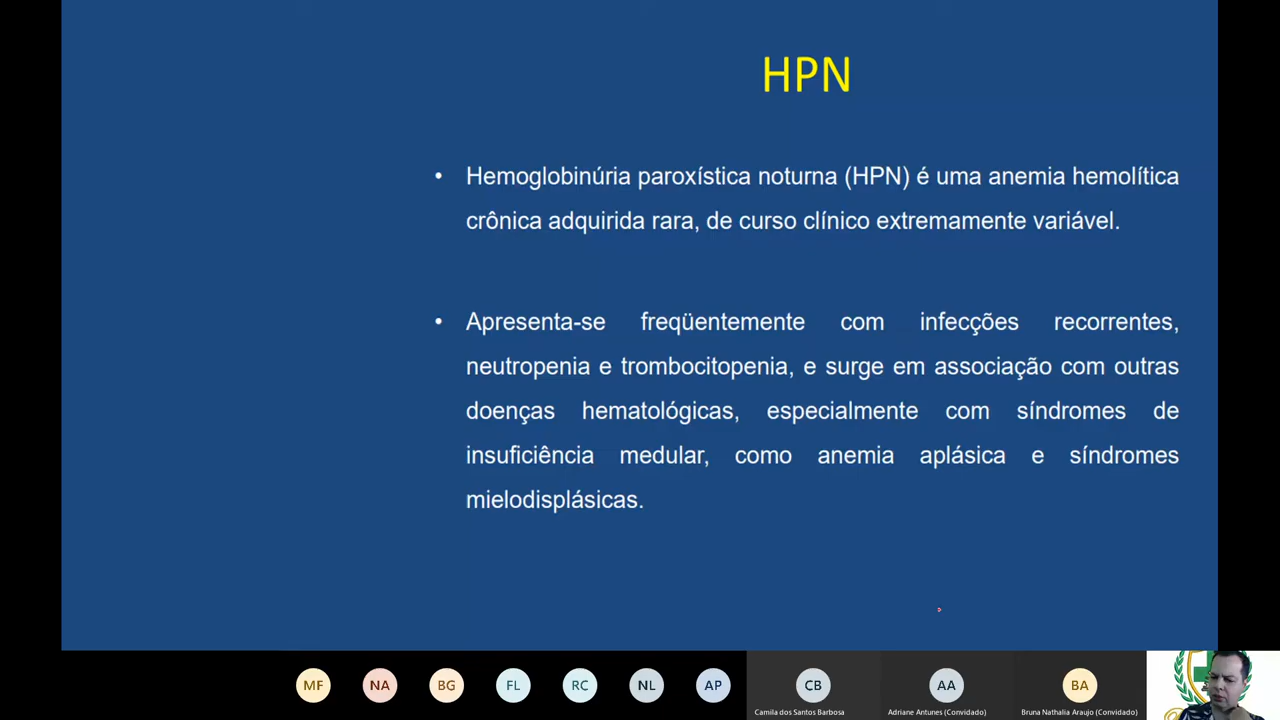 HPN
• Hemoglobinúria paroxística noturna (HPN) é uma anemia hemolítica
crônica adquirida rara, de curso clínico extremamente variável.
• Apresenta-se freqüentemente com infecções recorrentes,
neutropenia e trombocitopenia, e surge em associação com outras
doenças hematológicas, especialmente com síndromes de
insuficiência medular, como anemia aplásica e síndromes
mielodisplásicas.
MF NA BG FL RC NL AP CB AA BA
Camila dos Santos Barbosa Adriane Antunes (Convidado) Bruna Nathalia Araujo (Convidado)